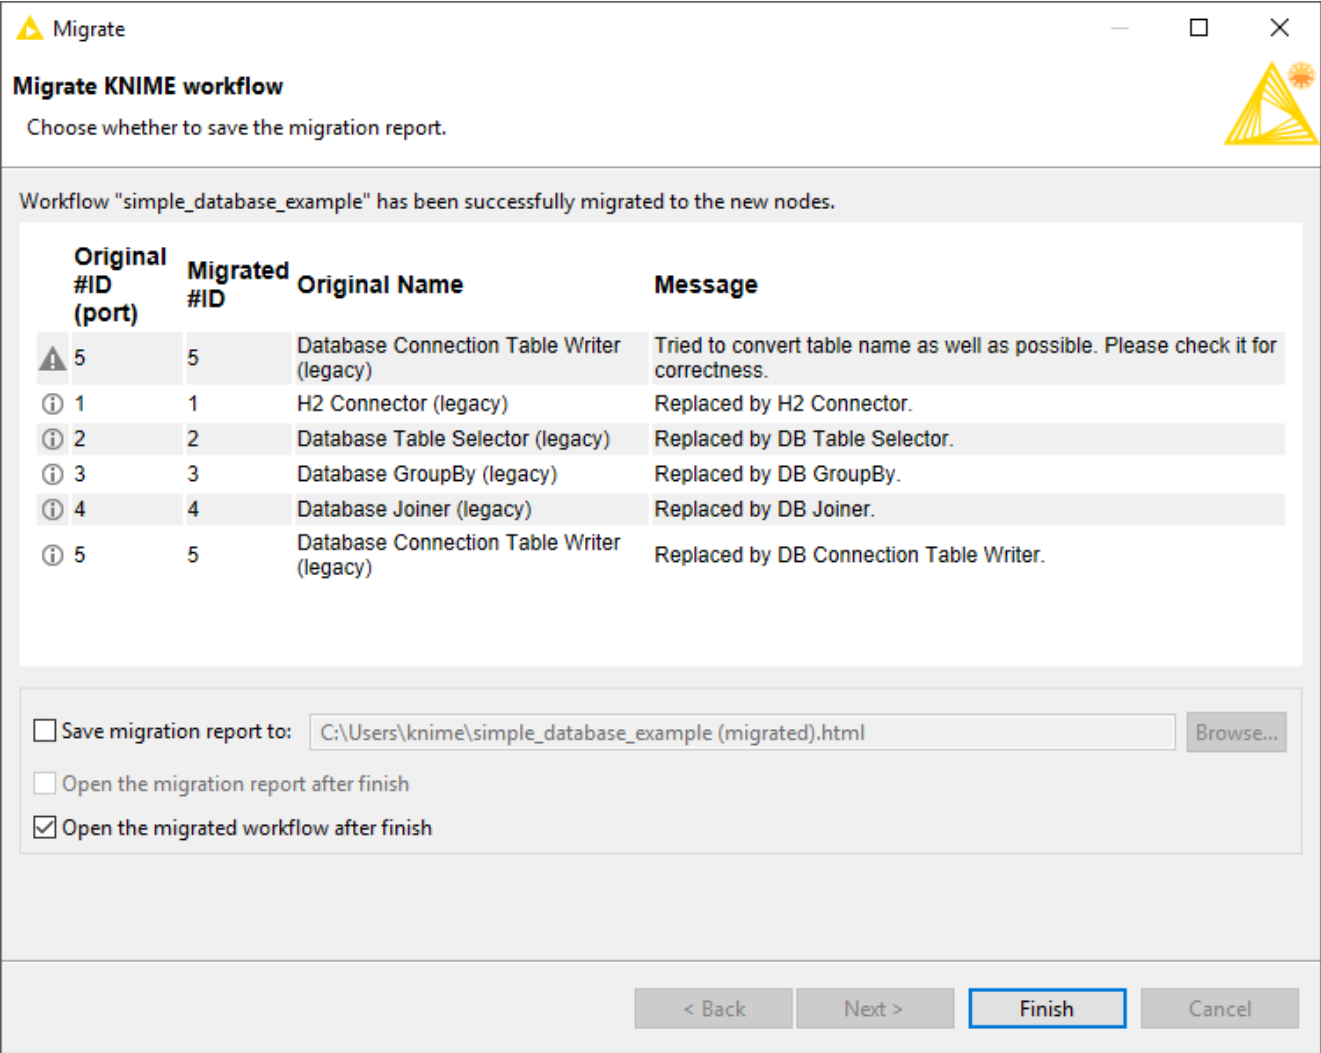 Migrate
Migrate KNIME workflow
Choose whether to save the migration report.
Workflow "simple_database_example" has been successfully migrated to the new nodes.
Original
#ID
(port)
Migrated
#ID
Original Name
Message
5 5 Database Connection Table Writer
(legacy)
Tried to convert table name as well as possible. Please check it for
correctness.
1 1 H2 Connector (legacy) Replaced by H2 Connector.
2 2 Database Table Selector (legacy) Replaced by DB Table Selector.
3 3 Database GroupBy (legacy) Replaced by DB GroupBy.
4 4 Database Joiner (legacy) Replaced by DB Joiner.
5 5 Database Connection Table Writer
(legacy)
Replaced by DB Connection Table Writer.
Save migration report to: C:\Users\knime\simple_database_example (migrated).html Browse...
Open the migration report after finish
Open the migrated workflow after finish
< Back Next > Finish Cancel